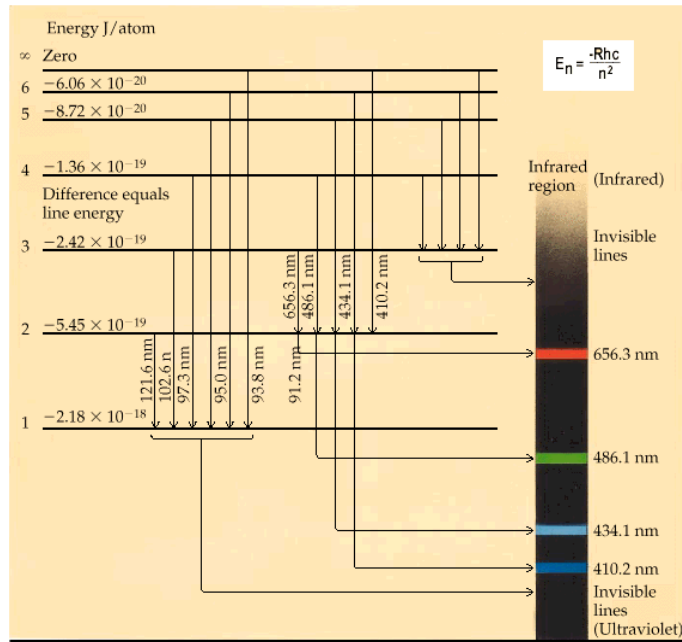 Energy J/atom
∞ Zero
6 −6.06 × 10⁻²⁰
5 −8.72 × 10⁻²⁰
4 −1.36 × 10⁻¹⁹
Difference equals
line energy
3 −2.42 × 10⁻¹⁹
656.3 nm
486.1 nm
434.1 nm
410.2 nm
2 −5.45 × 10⁻¹⁹
121.6 nm
102.6 n
97.3 nm
95.0 nm
93.8 nm
91.2 nm
1 −2.18 × 10⁻¹⁸
Eₙ = -Rhc / n²
Infrared
region
(Infrared)
Invisible
lines
656.3 nm
486.1 nm
434.1 nm
410.2 nm
Invisible
lines
(Ultraviolet)